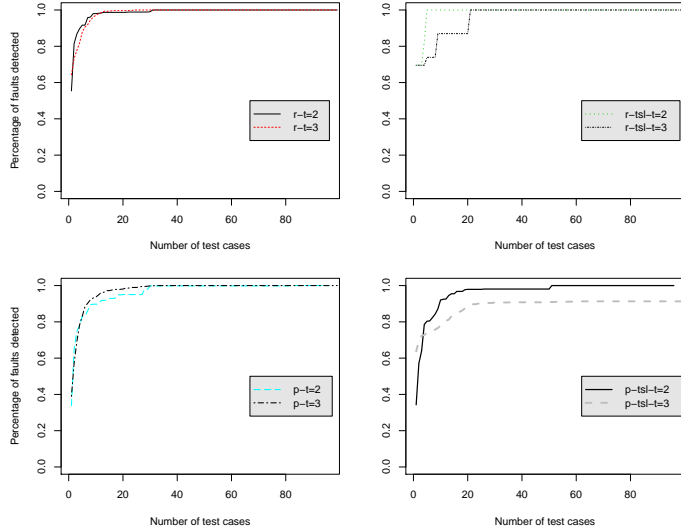 Percentage of faults detected
1.0
0.8
0.6
0.4
0.2
0.0
r−t=2
r−t=3
0 20 40 60 80
Number of test cases
1.0
0.8
0.6
0.4
0.2
0.0
r−tsl−t=2
r−tsl−t=3
0 20 40 60 80
Number of test cases
Percentage of faults detected
1.0
0.8
0.6
0.4
0.2
0.0
p−t=2
p−t=3
0 20 40 60 80
Number of test cases
1.0
0.8
0.6
0.4
0.2
0.0
p−tsl−t=2
p−tsl−t=3
0 20 40 60 80
Number of test cases